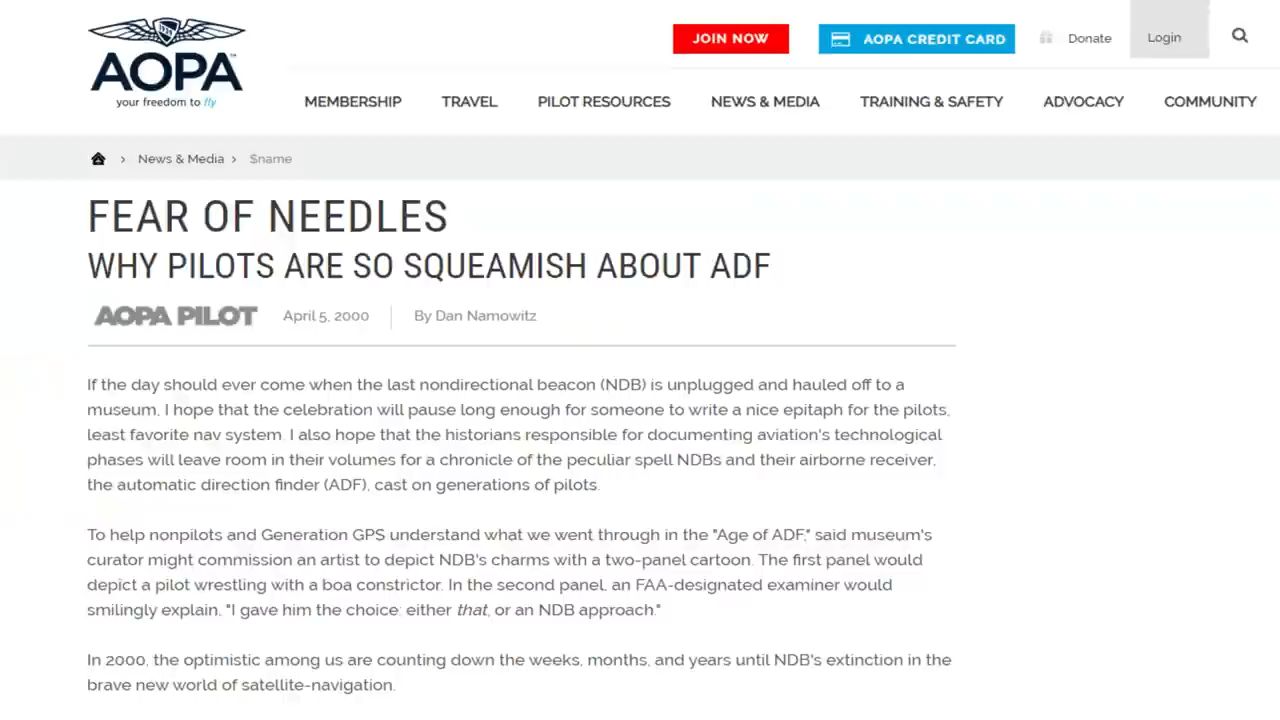 AOPA
your freedom to fly
JOIN NOW
AOPA CREDIT CARD
Donate
Login
MEMBERSHIP
TRAVEL
PILOT RESOURCES
NEWS & MEDIA
TRAINING & SAFETY
ADVOCACY
COMMUNITY
› News & Media › $name
FEAR OF NEEDLES
WHY PILOTS ARE SO SQUEAMISH ABOUT ADF
AOPA PILOT April 5, 2000 By Dan Namowitz
If the day should ever come when the last nondirectional beacon (NDB) is unplugged and hauled off to a
museum, I hope that the celebration will pause long enough for someone to write a nice epitaph for the pilots,
least favorite nav system. I also hope that the historians responsible for documenting aviation's technological
phases will leave room in their volumes for a chronicle of the peculiar spell NDBs and their airborne receiver,
the automatic direction finder (ADF), cast on generations of pilots.
To help nonpilots and Generation GPS understand what we went through in the "Age of ADF," said museum's
curator might commission an artist to depict NDB's charms with a two-panel cartoon. The first panel would
depict a pilot wrestling with a boa constrictor. In the second panel, an FAA-designated examiner would
smilingly explain, "I gave him the choice: either that, or an NDB approach."
In 2000, the optimistic among us are counting down the weeks, months, and years until NDB's extinction in the
brave new world of satellite-navigation.